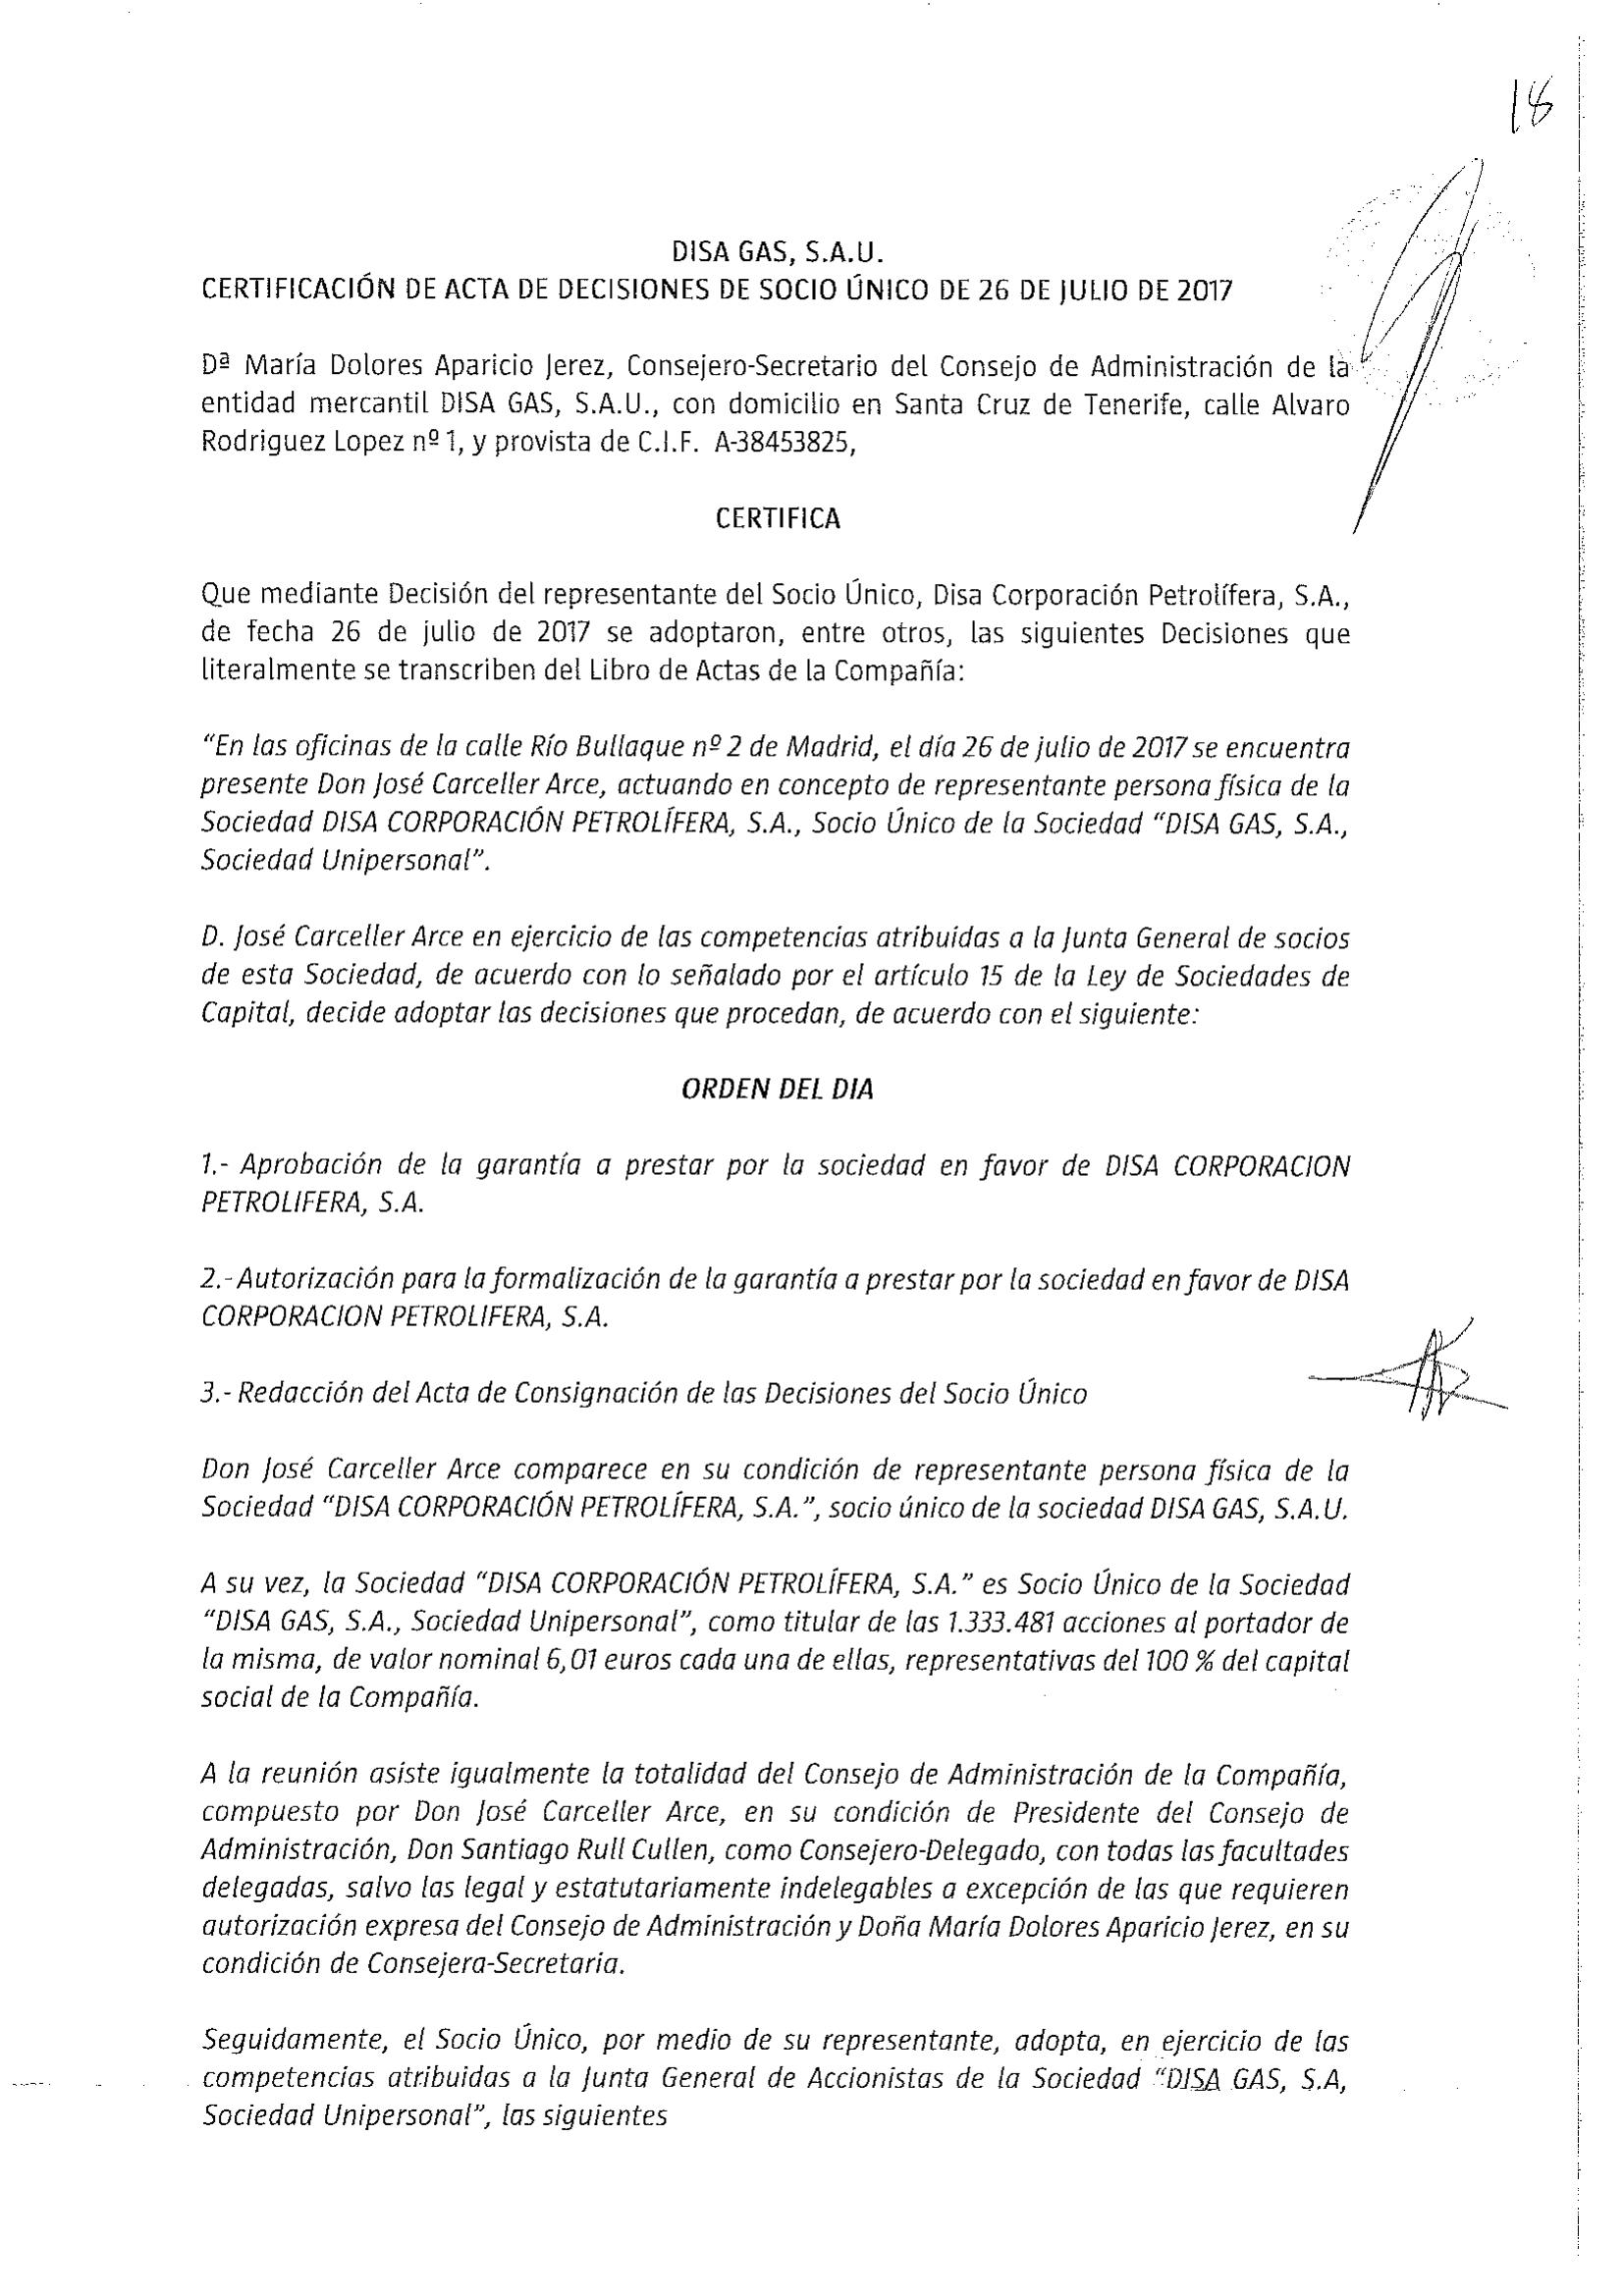 18
DISA GAS, S.A.U.
CERTIFICACIÓN DE ACTA DE DECISIONES DE SOCIO ÚNICO DE 26 DE JULIO DE 2017
Dª María Dolores Aparicio Jerez, Consejero-Secretario del Consejo de Administración de la
entidad mercantil DISA GAS, S.A.U., con domicilio en Santa Cruz de Tenerife, calle Alvaro
Rodriguez Lopez nº 1, y provista de C.I.F. A-38453825,
CERTIFICA
Que mediante Decisión del representante del Socio Único, Disa Corporación Petrolífera, S.A.,
de fecha 26 de julio de 2017 se adoptaron, entre otros, las siguientes Decisiones que
literalmente se transcriben del Libro de Actas de la Compañía:
"En las oficinas de la calle Río Bullaque nº 2 de Madrid, el día 26 de julio de 2017 se encuentra
presente Don José Carceller Arce, actuando en concepto de representante persona física de la
Sociedad DISA CORPORACIÓN PETROLÍFERA, S.A., Socio Único de la Sociedad "DISA GAS, S.A.,
Sociedad Unipersonal".
D. José Carceller Arce en ejercicio de las competencias atribuidas a la Junta General de socios
de esta Sociedad, de acuerdo con lo señalado por el artículo 15 de la Ley de Sociedades de
Capital, decide adoptar las decisiones que procedan, de acuerdo con el siguiente:
ORDEN DEL DIA
1.- Aprobación de la garantía a prestar por la sociedad en favor de DISA CORPORACION
PETROLIFERA, S.A.
2.- Autorización para la formalización de la garantía a prestar por la sociedad en favor de DISA
CORPORACION PETROLIFERA, S.A.
3.- Redacción del Acta de Consignación de las Decisiones del Socio Único
Don José Carceller Arce comparece en su condición de representante persona física de la
Sociedad "DISA CORPORACIÓN PETROLÍFERA, S.A.", socio único de la sociedad DISA GAS, S.A.U.
A su vez, la Sociedad "DISA CORPORACIÓN PETROLÍFERA, S.A." es Socio Único de la Sociedad
"DISA GAS, S.A., Sociedad Unipersonal", como titular de las 1.333.481 acciones al portador de
la misma, de valor nominal 6,01 euros cada una de ellas, representativas del 100 % del capital
social de la Compañía.
A la reunión asiste igualmente la totalidad del Consejo de Administración de la Compañía,
compuesto por Don José Carceller Arce, en su condición de Presidente del Consejo de
Administración, Don Santiago Rull Cullen, como Consejero-Delegado, con todas las facultades
delegadas, salvo las legal y estatutariamente indelegables a excepción de las que requieren
autorización expresa del Consejo de Administración y Doña María Dolores Aparicio Jerez, en su
condición de Consejera-Secretaria.
Seguidamente, el Socio Único, por medio de su representante, adopta, en ejercicio de las
competencias atribuidas a la Junta General de Accionistas de la Sociedad "DISA GAS, S.A,
Sociedad Unipersonal", las siguientes